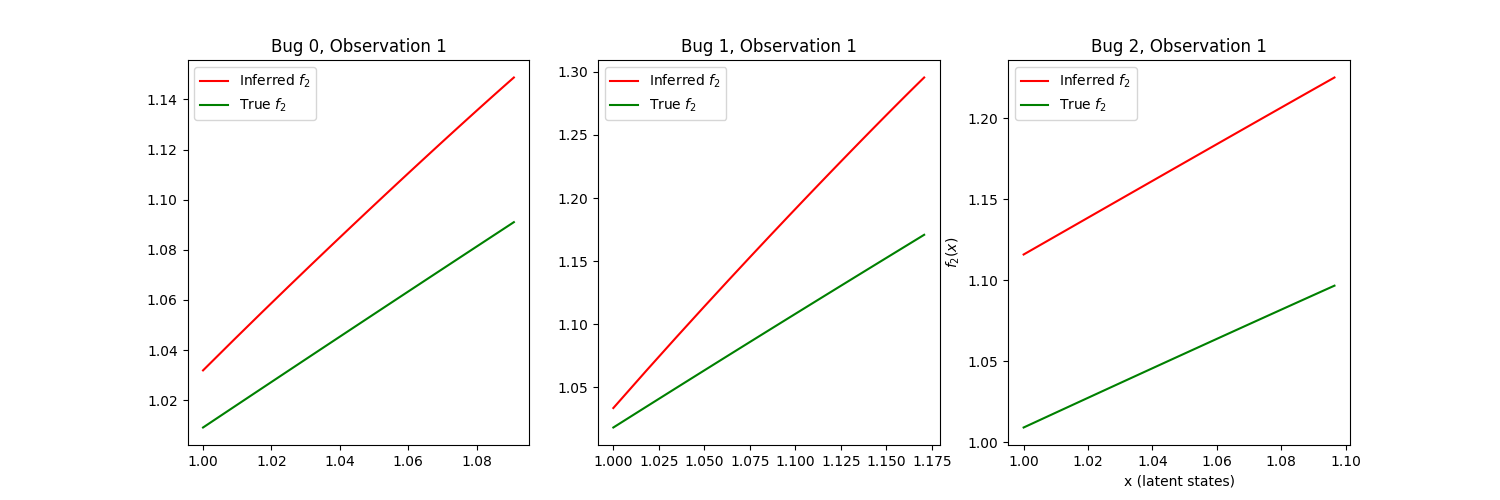 Bug 0, Observation 1
Inferred f₂
True f₂
1.14
1.12
1.10
1.08
1.06
1.04
1.02
1.00 1.02 1.04 1.06 1.08
Bug 1, Observation 1
Inferred f₂
True f₂
1.30
1.25
1.20
1.15
1.10
1.05
1.000 1.025 1.050 1.075 1.100 1.125 1.150 1.175
Bug 2, Observation 1
Inferred f₂
True f₂
f₂(x)
1.20
1.15
1.10
1.05
1.00
1.00 1.02 1.04 1.06 1.08 1.10
x (latent states)